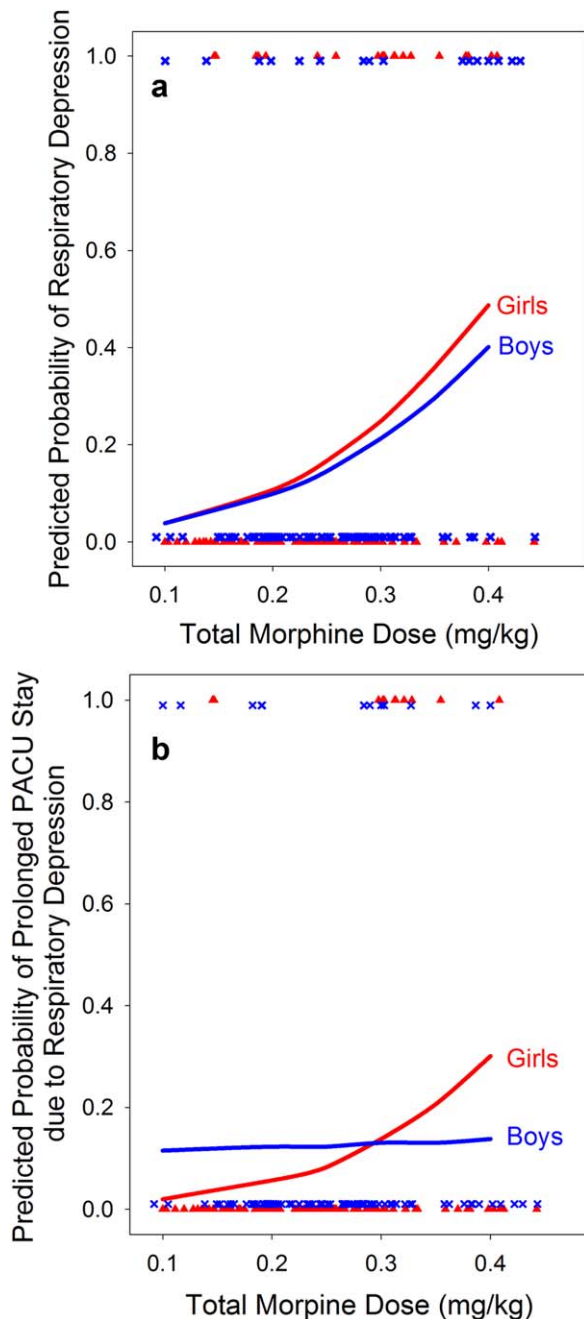 Predicted Probability of Respiratory Depression
1.0
a
0.8
0.6
Girls
0.4
Boys
0.2
0.0
0.1 0.2 0.3 0.4
Total Morphine Dose (mg/kg)
Predicted Probability of Prolonged PACU Stay
due to Respiratory Depression
1.0
b
0.8
0.6
0.4
Girls
0.2
Boys
0.0
0.1 0.2 0.3 0.4
Total Morpine Dose (mg/kg)